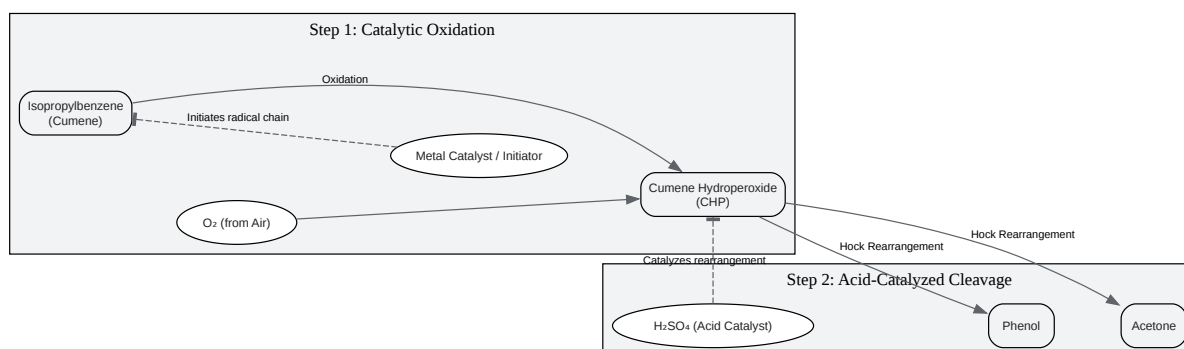 Step 1: Catalytic Oxidation
Oxidation
Isopropylbenzene
(Cumene)
Initiates radical chain
Metal Catalyst / Initiator
Cumene Hydroperoxide
(CHP)
O₂ (from Air)
Hock Rearrangement
Hock Rearrangement
Catalyzes rearrangement
Step 2: Acid-Catalyzed Cleavage
H₂SO₄ (Acid Catalyst)
Phenol
Acetone